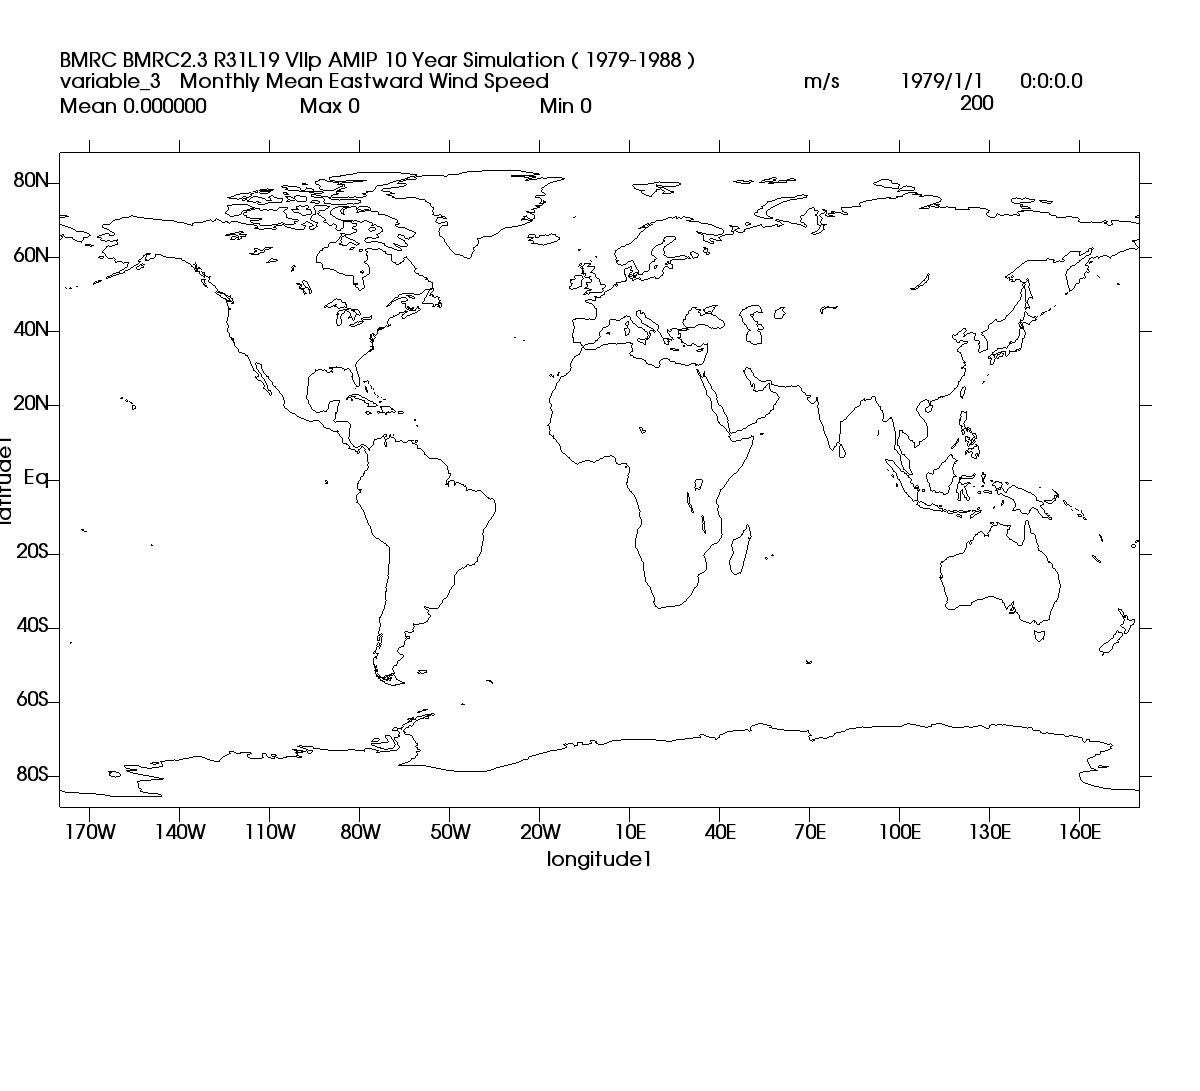 BMRC BMRC2.3 R31L19 VIIp AMIP 10 Year Simulation ( 1979-1988 )
variable_3 Monthly Mean Eastward Wind Speed m/s 1979/1/1 0:0:0.0
Mean 0.000000 Max 0 Min 0 200
80N
60N
40N
20N
Eq
20S
40S
60S
80S
latitude1
170W 140W 110W 80W 50W 20W 10E 40E 70E 100E 130E 160E
longitude1